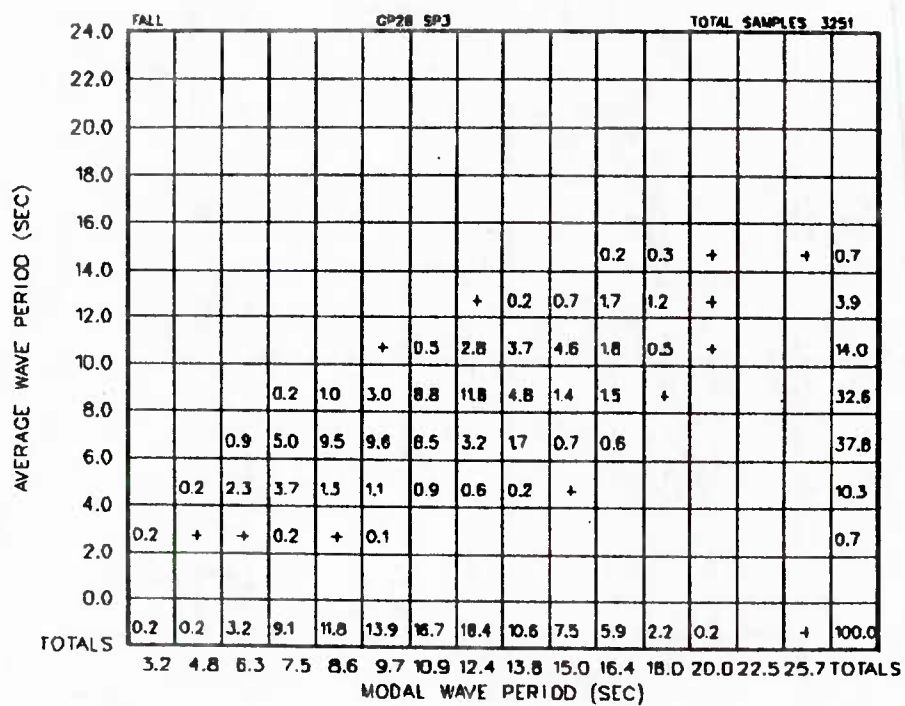 FALL GP28 SP3 TOTAL SAMPLES 3251
24.0
22.0
20.0
18.0
16.0
0.2 0.3 + + 0.7
14.0
+ 0.2 0.7 1.7 1.2 + 3.9
12.0
+ 0.5 2.8 3.7 4.6 1.8 0.5 + 14.0
10.0
0.2 1.0 3.0 8.8 11.8 4.8 1.4 1.5 + 32.6
8.0
0.9 5.0 9.5 9.6 6.5 3.2 1.7 0.7 0.6 37.8
6.0
0.2 2.3 3.7 1.3 1.1 0.9 0.6 0.2 + 10.3
4.0
0.2 + + 0.2 + 0.1 0.7
2.0
0.0
TOTALS 0.2 0.2 3.2 9.1 11.8 13.9 16.7 18.4 10.6 7.5 5.9 2.2 0.2 + 100.0
3.2 4.8 6.3 7.5 8.6 9.7 10.9 12.4 13.8 15.0 16.4 18.0 20.0 22.5 25.7 TOTALS
MODAL WAVE PERIOD (SEC)
AVERAGE WAVE PERIOD (SEC)